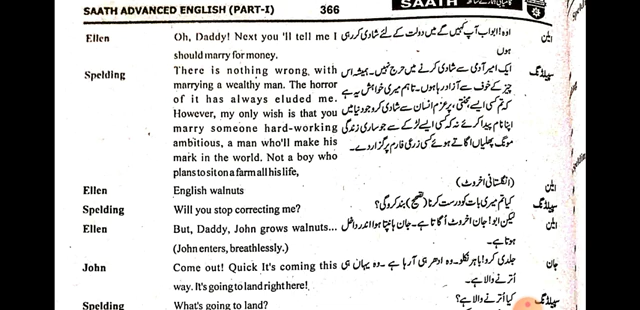 SAATH ADVANCED ENGLISH (PART-I) 366 SAATH
Ellen Oh, Daddy! Next you 'll tell me I اوہ! ابو اب آپ کہیں گے میں دولت کے لئے شادی کر رہی ایلن
should marry for money. ہوں
Spelding There is nothing wrong with ایک امیر آدمی سے شادی کرنے میں حرج نہیں۔ ہمیشہ اس سپیلڈنگ
marrying a wealthy man. The horror چیز کے خوف سے آزاد رہا ہوں۔ تاہم میری خواہش یہ ہے
of it has always eluded me.
However, my only wish is that you کہ تم کسی ایسے محنتی، پرعزم انسان سے شادی کرو جو دنیا میں
marry someone hard-working اپنا نام پیدا کرے نہ کہ کسی ایسے لڑکے سے جو ساری زندگی
ambitious, a man who'll make his مونگ پھلیاں اگاتے ہوئے کسی زرعی فارم پر گزار دے۔
mark in the world. Not a boy who
plans to sit on a farm all his life,
Ellen English walnuts (انگلستانی اخروٹ) ایلن
Spelding Will you stop correcting me? کیا تم میری بات کو درست کرنا (تصحیح) بند کرو گی؟ سپیلڈنگ
Ellen But, Daddy, John grows walnuts... لیکن ابو! جان اخروٹ اُگاتا ہے۔ جان ہانپتا ہوا اندر داخل ایلن
(John enters, breathlessly.) ہوتا ہے۔
John Come out! Quick It's coming this جلدی کرو! باہر نکلو۔ وہ ادھر ہی آ رہا ہے۔ وہ یہاں ہی جان
way. It's going to land right here! اُترنے والا ہے۔
Spelding What's going to land? کیا اُترنے والا ہے؟ سپیلڈنگ